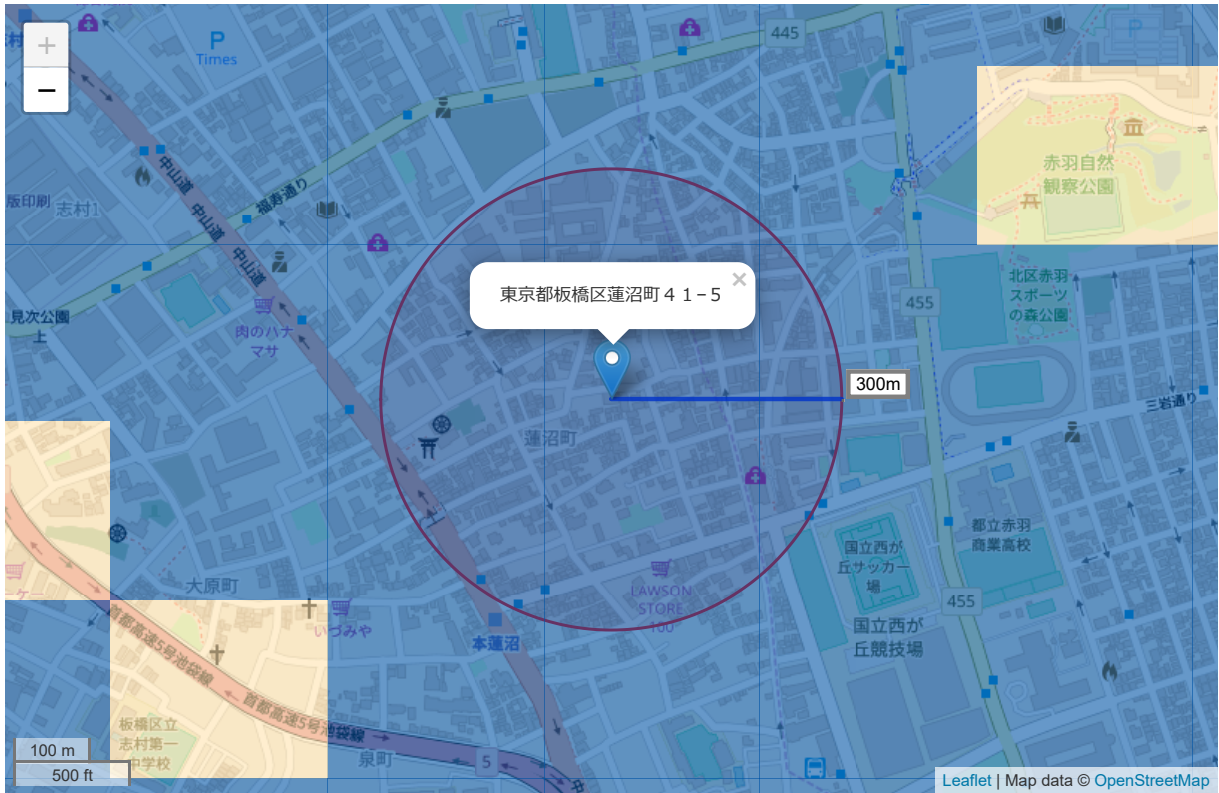 +
−
村
P
Times
445
中山道
福寿通り
中山道
中山道
版印刷
志村1
赤羽自然
観察公園
東京都板橋区蓮沼町４１−５
×
北区赤羽
スポーツ
の森公園
455
見次公園
上
肉のハナ
マサ
300m
三岩通り
蓮沼町
都立赤羽
商業高校
国立西が
丘サッカー
場
大原町
ケー
LAWSON
STORE
100
455
いづみや
国立西が
丘競技場
本蓮沼
首都高速5号池袋線
首都高速5号池袋線
板橋区立
志村第一
中学校
泉町
5
中
P
100 m
500 ft
Leaflet | Map data © OpenStreetMap